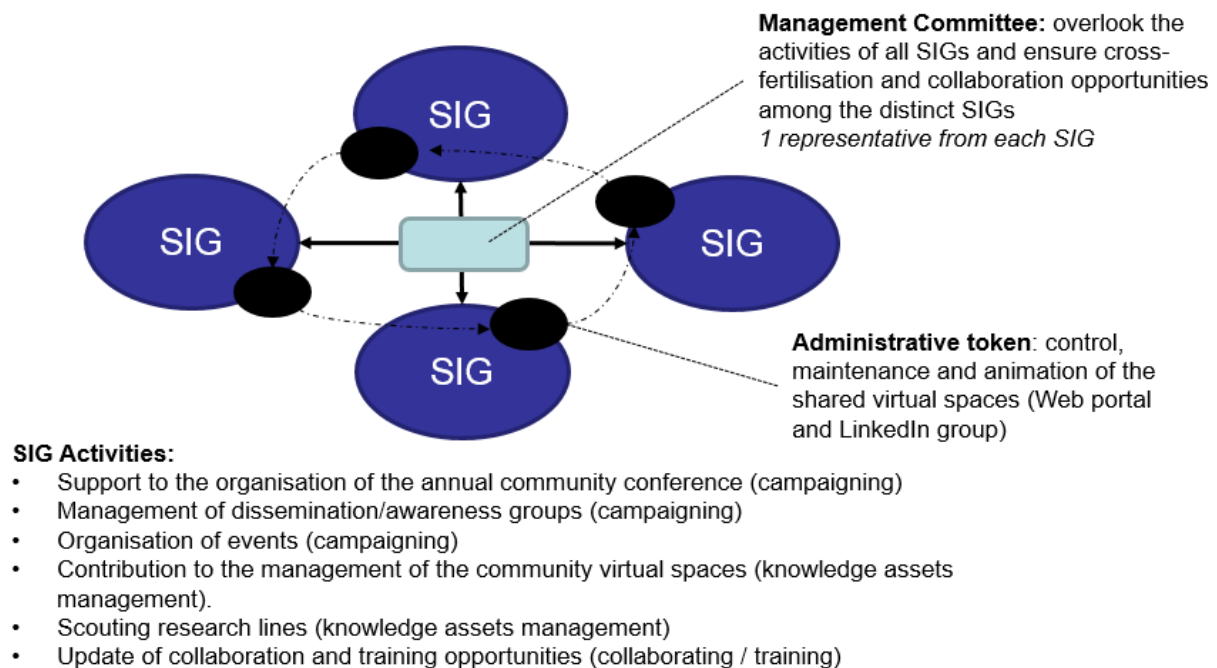 Management Committee: overlook the
activities of all SIGs and ensure cross-
fertilisation and collaboration opportunities
among the distinct SIGs
1 representative from each SIG
SIG
SIG
SIG
SIG
Administrative token: control,
maintenance and animation of the
shared virtual spaces (Web portal
and LinkedIn group)
SIG Activities:
• Support to the organisation of the annual community conference (campaigning)
• Management of dissemination/awareness groups (campaigning)
• Organisation of events (campaigning)
• Contribution to the management of the community virtual spaces (knowledge assets
management).
• Scouting research lines (knowledge assets management)
• Update of collaboration and training opportunities (collaborating / training)